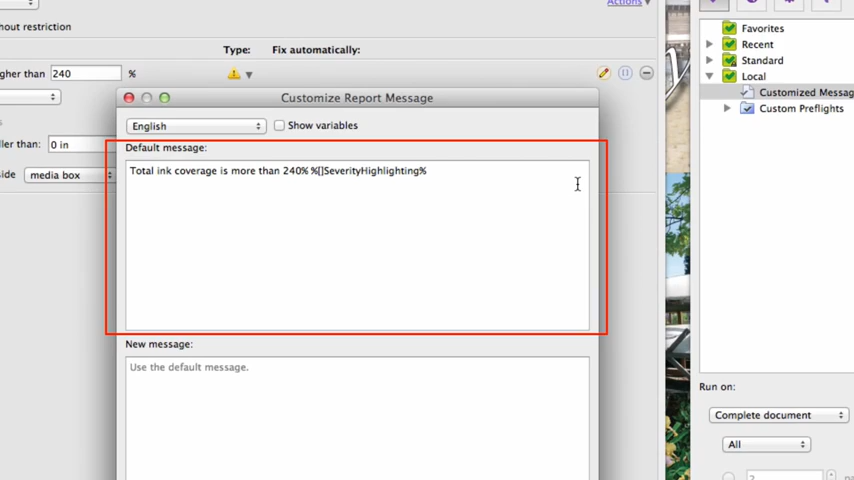 Actions
hout restriction
Type: Fix automatically:
gher than 240 %
Favorites
Recent
Standard
Local
Customized Messag
Custom Preflights
Customize Report Message
English Show variables
Default message:
Total ink coverage is more than 240% %[]SeverityHighlighting%
ller than: 0 in
side media box
New message:
Use the default message.
Run on:
Complete document
All
2